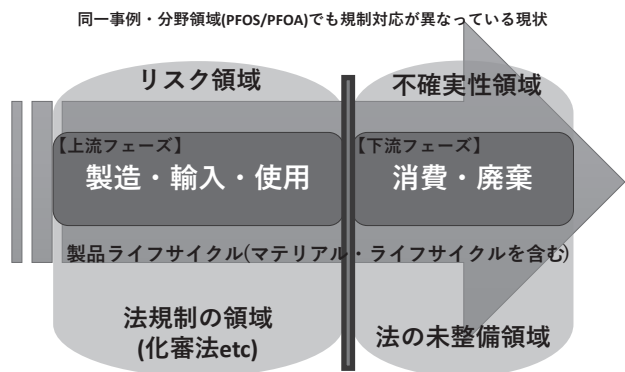 同一事例・分野領域(PFOS/PFOA)でも規制対応が異なっている現状
リスク領域
不確実性領域
【上流フェーズ】
【下流フェーズ】
製造・輸入・使用
消費・廃棄
製品ライフサイクル(マテリアル・ライフサイクルを含む)
法規制の領域
(化審法etc)
法の未整備領域